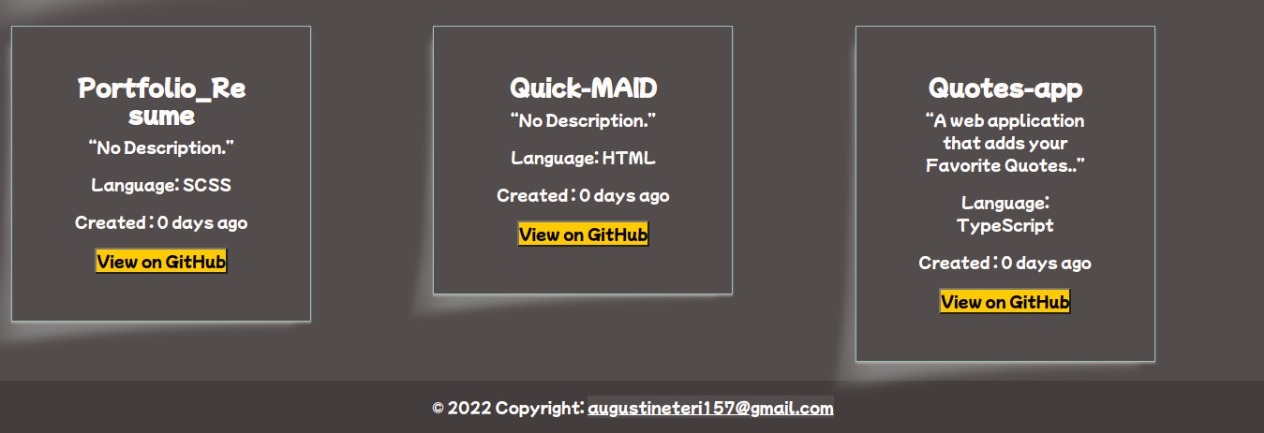 Portfolio_Re
sume
“No Description.”
Language: SCSS
Created : 0 days ago
View on GitHub
Quick-MAID
“No Description.”
Language: HTML
Created : 0 days ago
View on GitHub
Quotes-app
“A web application
that adds your
Favorite Quotes..”
Language:
TypeScript
Created : 0 days ago
View on GitHub
© 2022 Copyright: augustineteri157@gmail.com